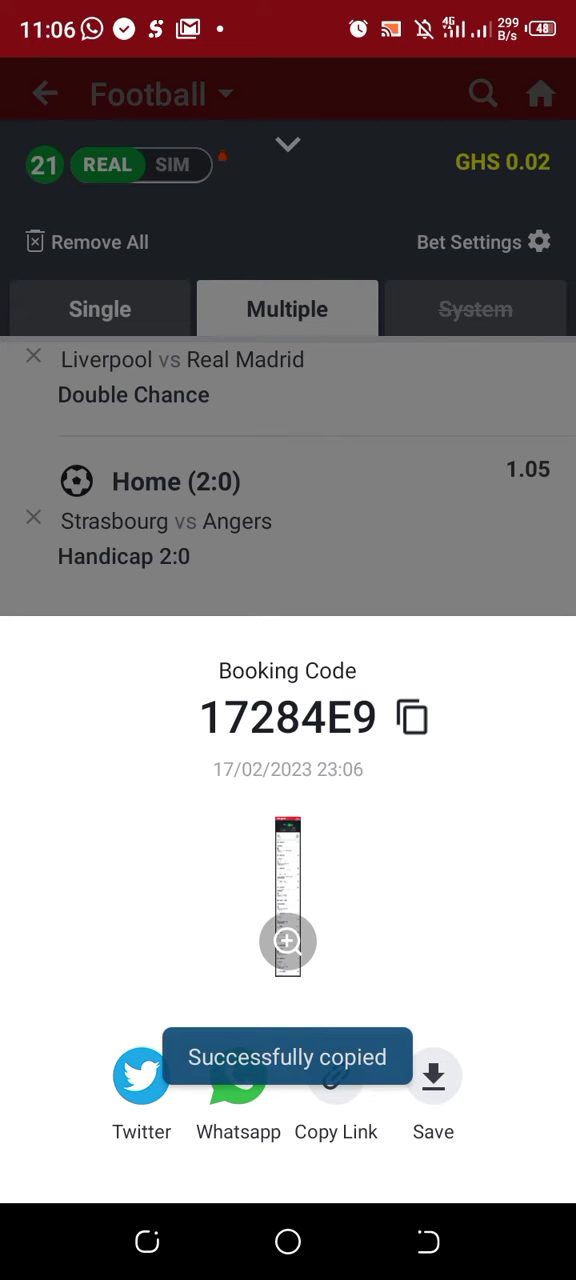 11:06 4G 299 B/s 48
Football
21 REAL SIM GHS 0.02
Remove All Bet Settings
Single Multiple System
Liverpool vs Real Madrid
Double Chance
Home (2:0) 1.05
Strasbourg vs Angers
Handicap 2:0
Booking Code
17284E9
17/02/2023 23:06
Successfully copied
Twitter Whatsapp Copy Link Save